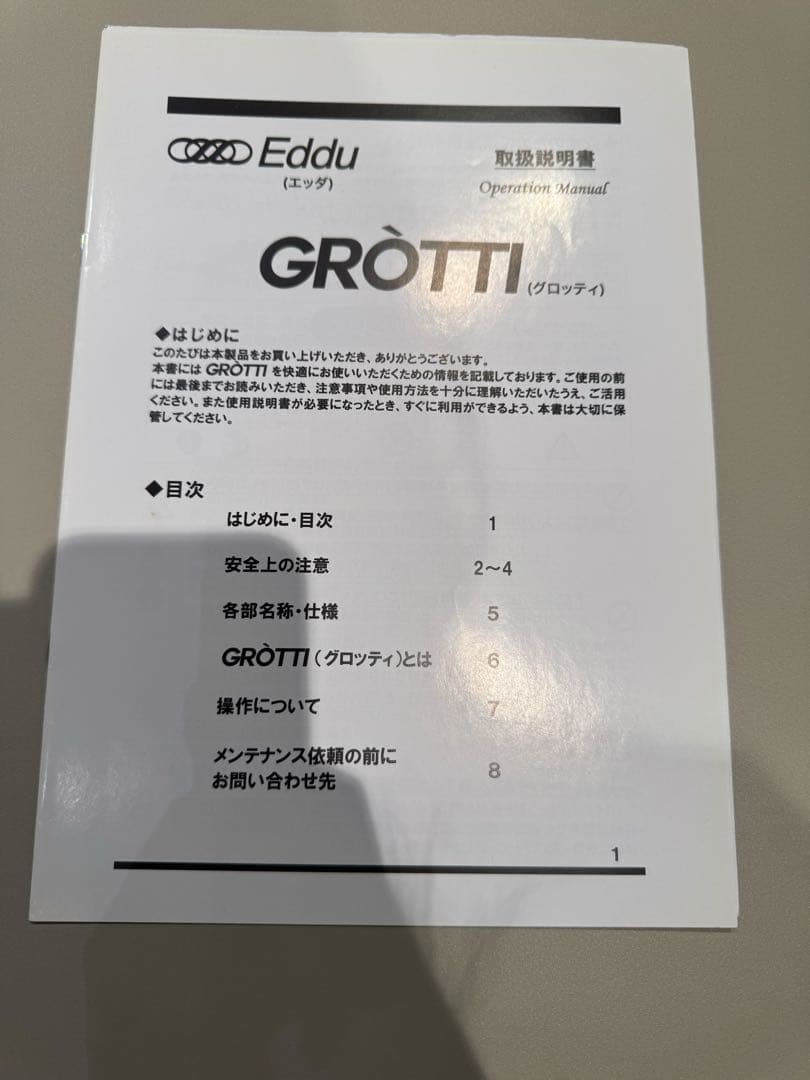 Eddu
(エッダ)
取扱説明書
Operation Manual
GRÒTTI (グロッティ)
◆はじめに
このたびは本製品をお買い上げいただき、ありがとうございます。
本書には GRÒTTI を快適にお使いいただくための情報を記載しております。ご使用の前
には最後までお読みいただき、注意事項や使用方法を十分に理解いただいたうえ、ご活用
ください。また使用説明書が必要になったとき、すぐに利用ができるよう、本書は大切に保
管してください。
◆目次
はじめに・目次 1
安全上の注意 2〜4
各部名称・仕様 5
GRÒTTI (グロッティ)とは 6
操作について 7
メンテナンス依頼の前に
お問い合わせ先 8
1